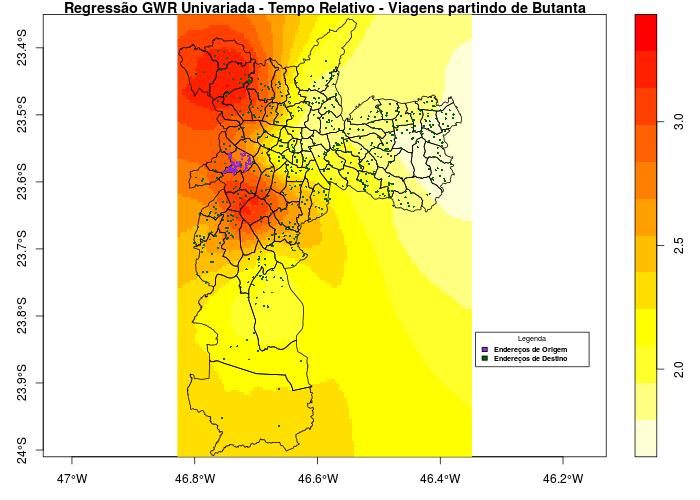 Regressão GWR Univariada - Tempo Relativo - Viagens partindo de Butanta
23.4°S
23.5°S
23.6°S
23.7°S
23.8°S
23.9°S
24°S
47°W
46.8°W
46.6°W
46.4°W
46.2°W
Legenda
Endereços de Origem
Endereços de Destino
3.0
2.5
2.0